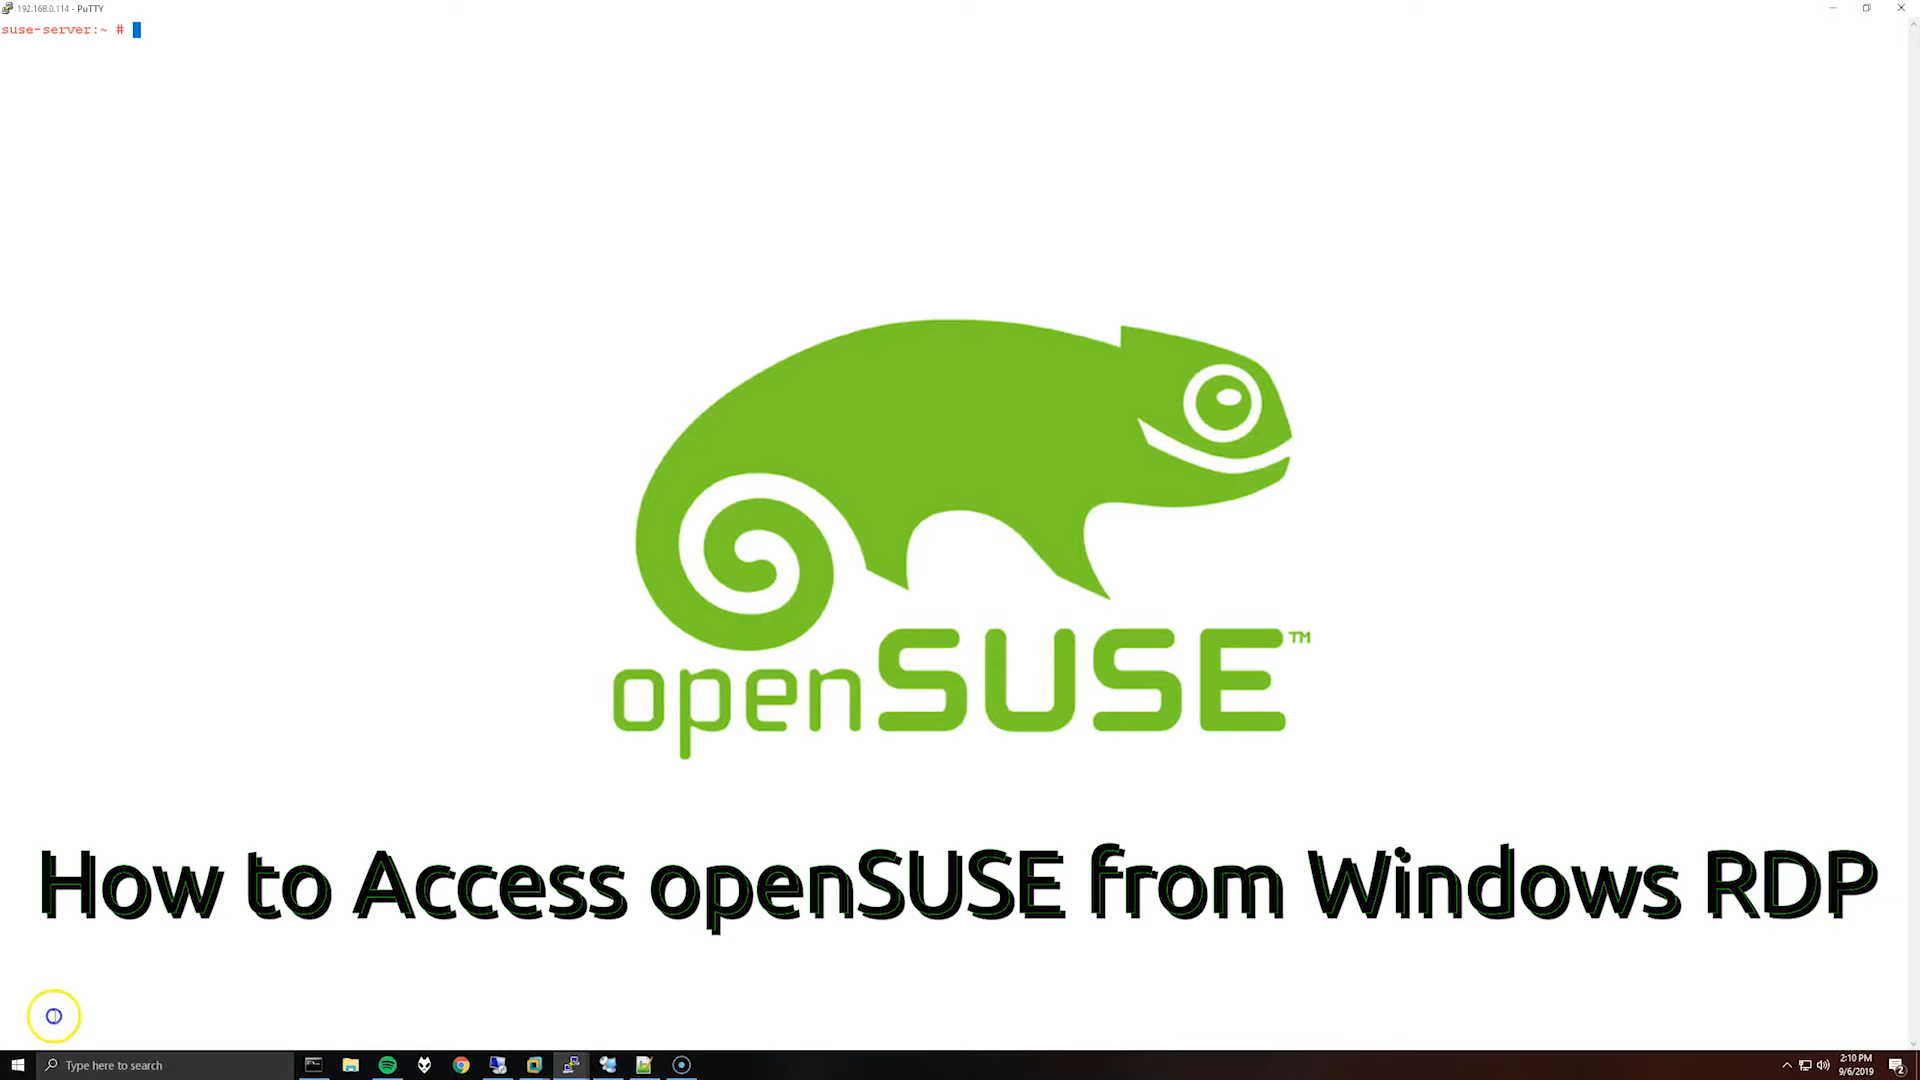 192.168.0.114 - PuTTY
suse-server:~ #
openSUSE™
How to Access openSUSE from Windows RDP
Type here to search
2:10 PM
9/6/2019
2